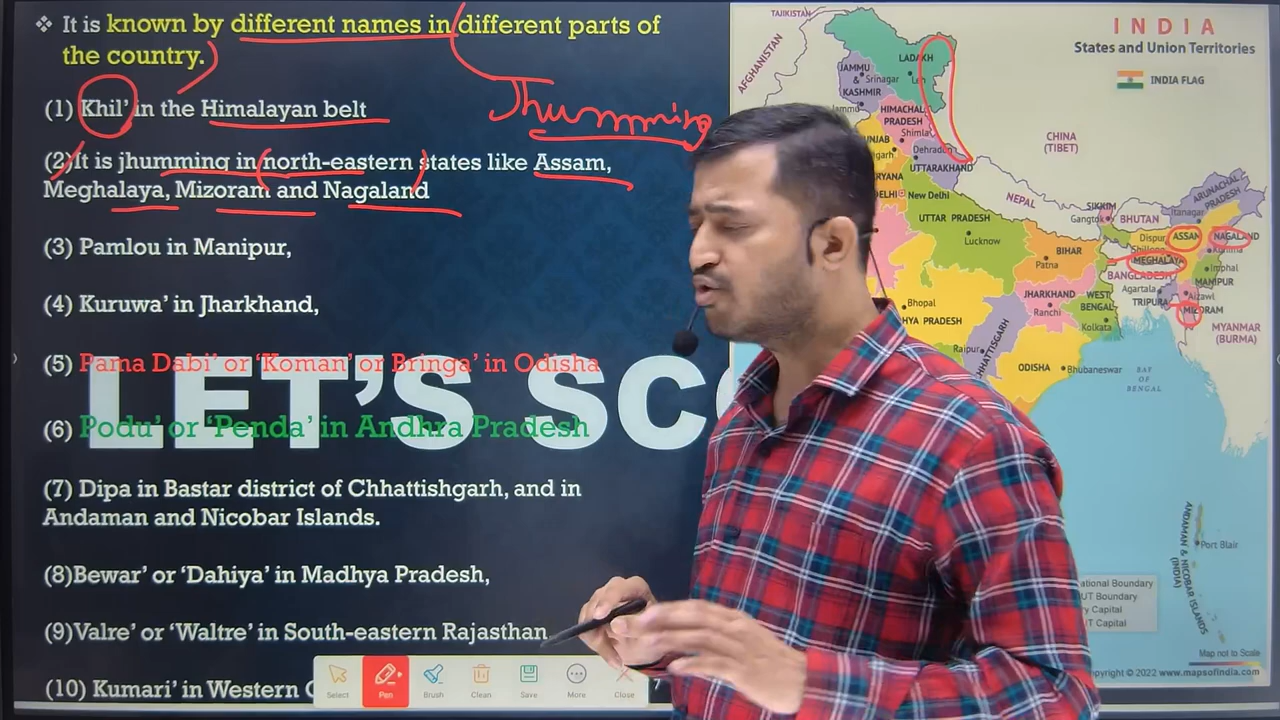 ❖ It is known by different names in different parts of
the country.
(1) Khil’ in the Himalayan belt
Jhumming
(2) It is jhumming in north-eastern states like Assam,
Meghalaya, Mizoram and Nagaland
(3) Pamlou in Manipur,
(4) Kuruwa’ in Jharkhand,
(5) Pama Dabi’ or ‘Koman’ or Bringa’ in Odisha
LET’S SC
(6) Podu’ or ‘Penda’ in Andhra Pradesh
(7) Dipa in Bastar district of Chhattishgarh, and in
Andaman and Nicobar Islands.
(8)Bewar’ or ‘Dahiya’ in Madhya Pradesh,
(9)Valre’ or ‘Waltre’ in South-eastern Rajasthan
(10) Kumari’ in Western
Select
Pen
Brush
Clean
Save
More
Close
INDIA
States and Union Territories
INDIA FLAG
TAJIKISTAN
AFGHANISTAN
LADAKH
Leh
JAMMU
&
KASHMIR
Srinagar
Jammu
HIMACHAL
PRADESH
Shimla
Dehradun
UTTARAKHAND
CHINA
(TIBET)
New Delhi
NEPAL
UTTAR PRADESH
Lucknow
SIKKIM
Gangtok
BHUTAN
ARUNACHAL
PRADESH
Itanagar
Dispur
ASSAM
NAGALAND
MEGHALAYA
BIHAR
Patna
BANGLADESH
Imphal
MANIPUR
Agartala
TRIPURA
Aizawl
Bhopal
JHARKHAND
Ranchi
WEST
BENGAL
Kolkata
MYANMAR
(BURMA)
Raipur
ODISHA
Bhubaneswar
BAY
OF
BENGAL
ANDAMAN & NICOBAR ISLANDS
(INDIA)
Port Blair
UT Boundary
Capital
Capital
Map not to Scale
© 2022 www.mapsofindia.com